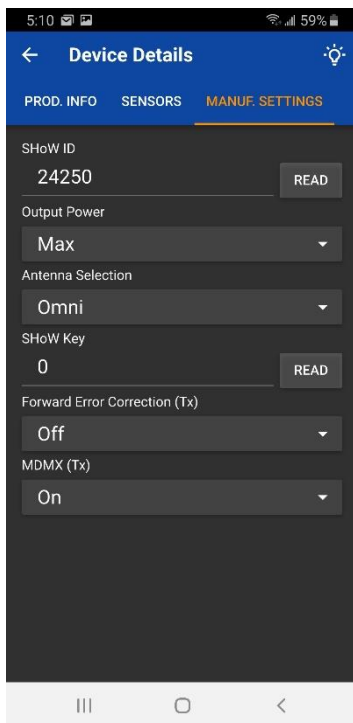 5:10 59%
Device Details
PROD. INFO SENSORS MANUF. SETTINGS
SHoW ID
24250 READ
Output Power
Max
Antenna Selection
Omni
SHoW Key
0 READ
Forward Error Correction (Tx)
Off
MDMX (Tx)
On